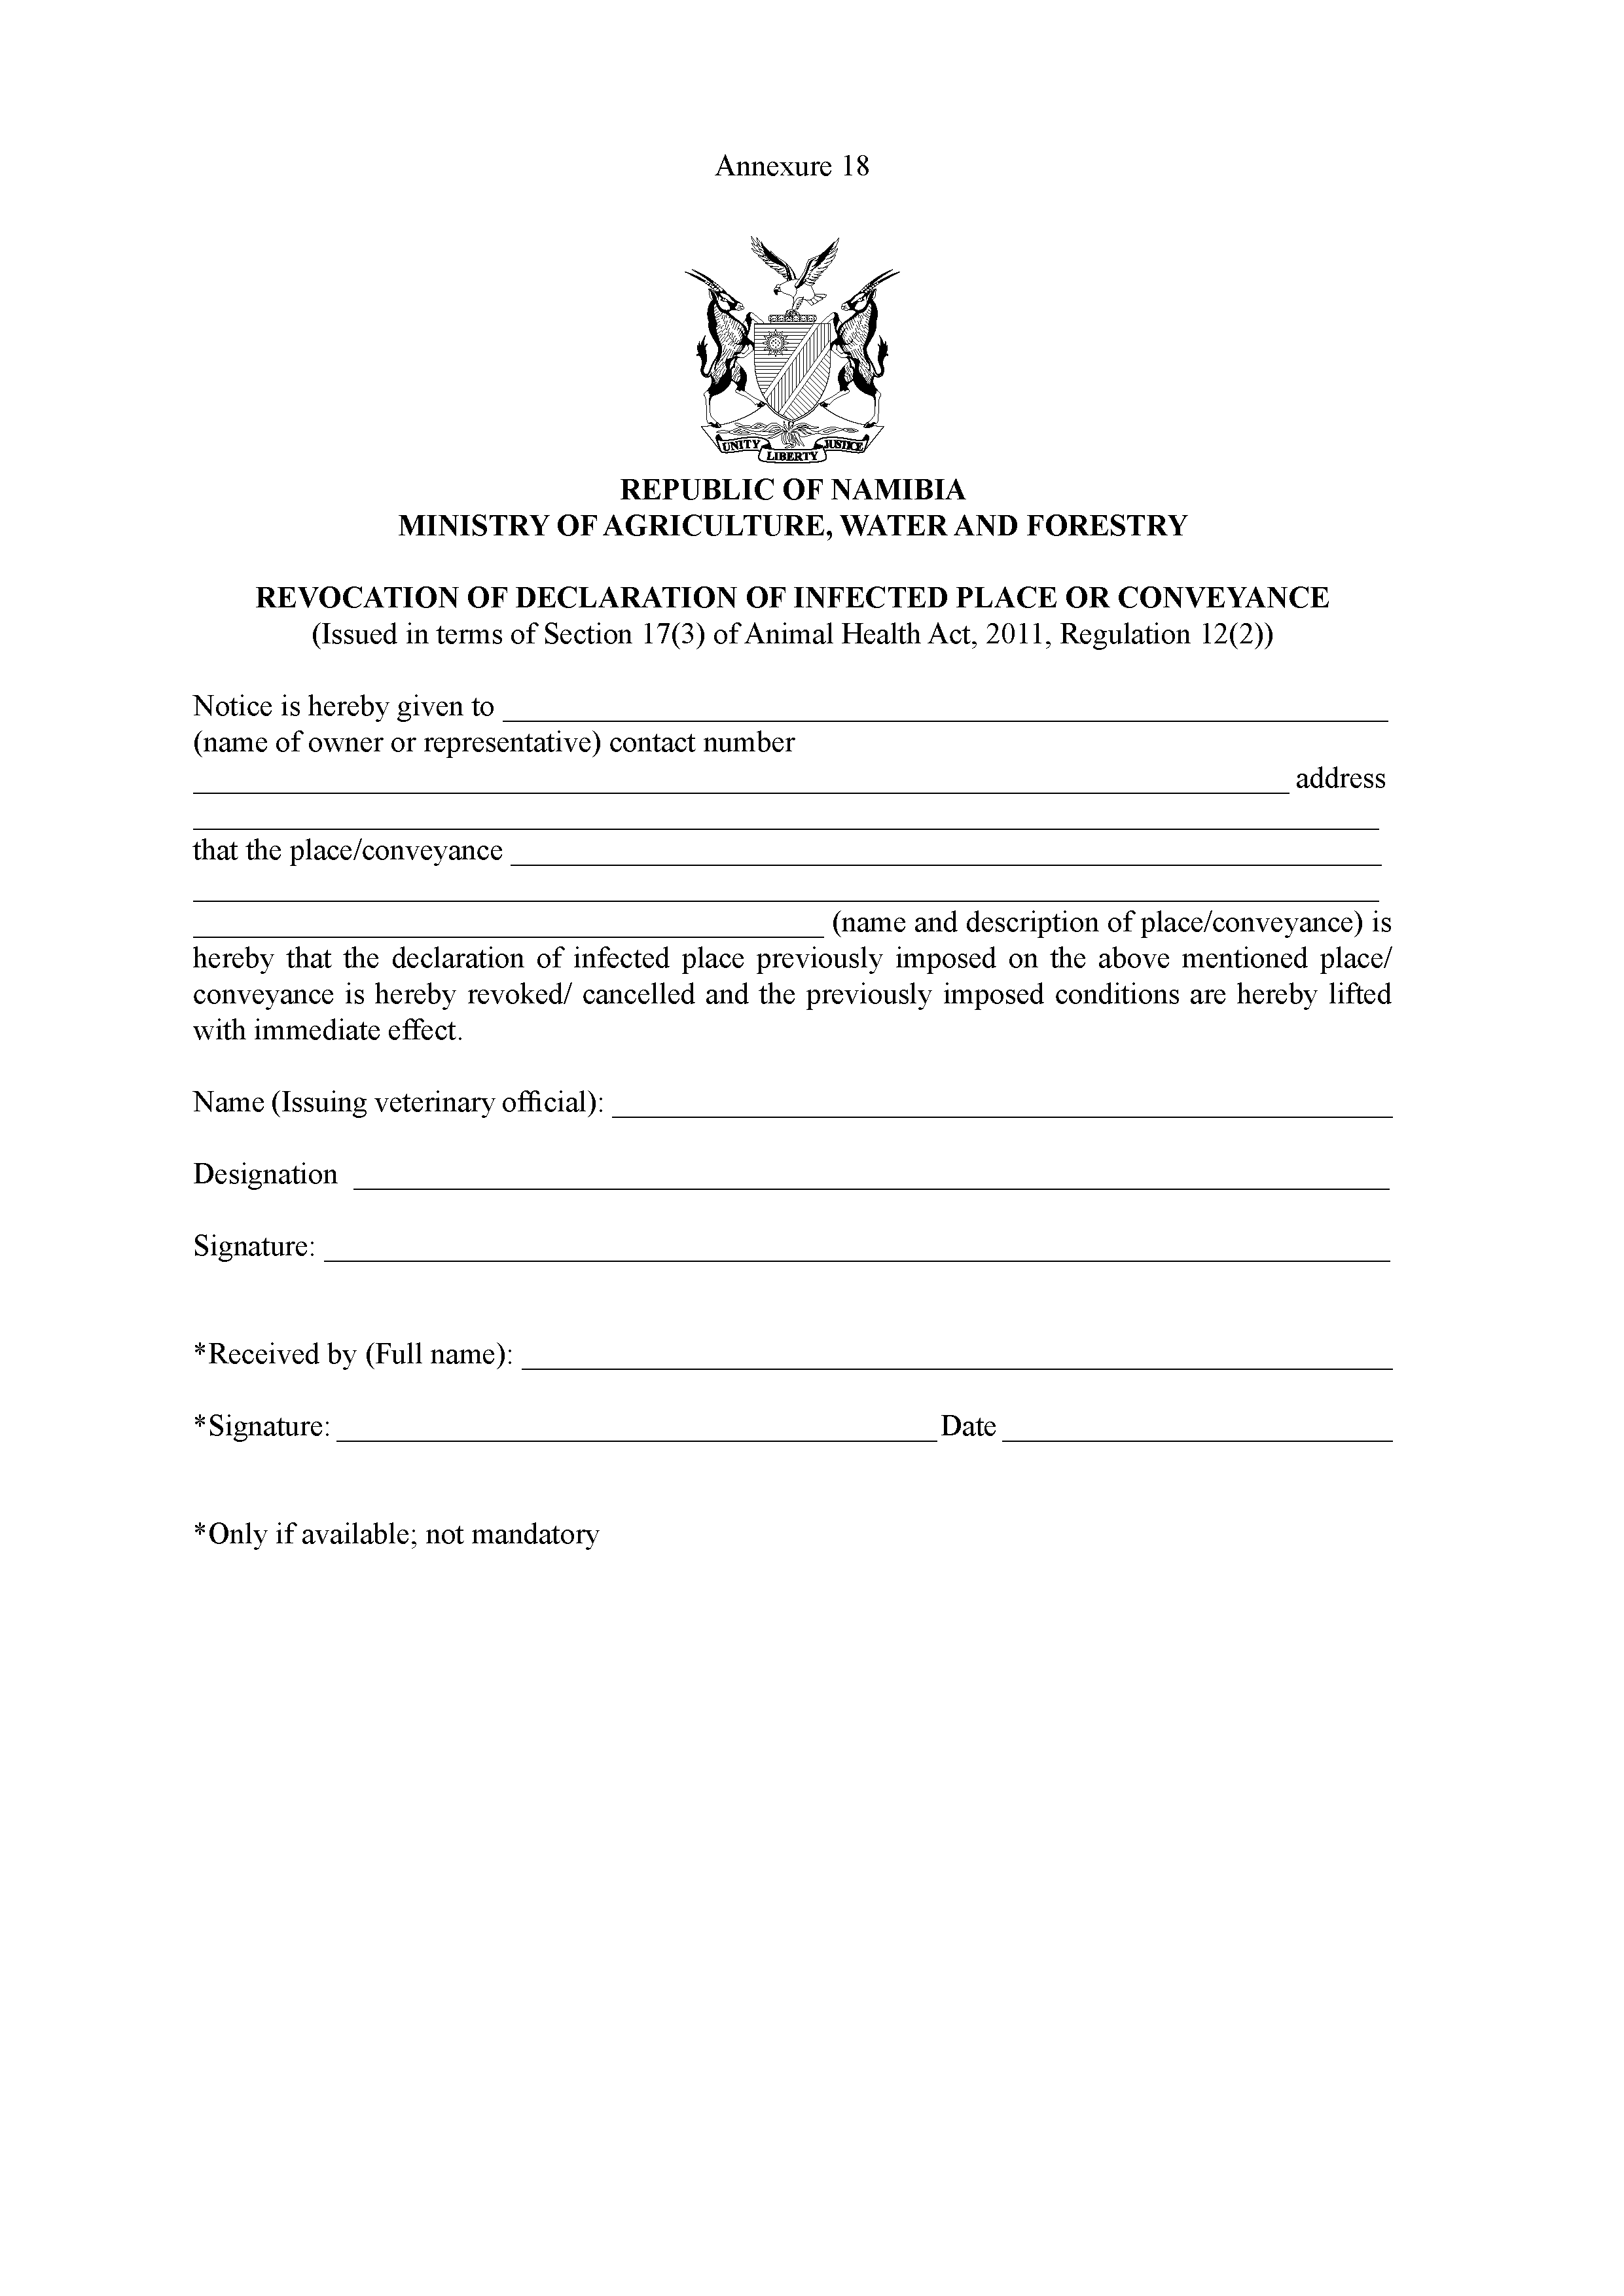 Annexure 18
UNITY
LIBERTY
JUSTICE
REPUBLIC OF NAMIBIA
MINISTRY OF AGRICULTURE, WATER AND FORESTRY
REVOCATION OF DECLARATION OF INFECTED PLACE OR CONVEYANCE
(Issued in terms of Section 17(3) of Animal Health Act, 2011, Regulation 12(2))
Notice is hereby given to
(name of owner or representative) contact number
address
that the place/conveyance
(name and description of place/conveyance) is
hereby that the declaration of infected place previously imposed on the above mentioned place/
conveyance is hereby revoked/ cancelled and the previously imposed conditions are hereby lifted
with immediate effect.
Name (Issuing veterinary official):
Designation
Signature:
*Received by (Full name):
*Signature: Date
*Only if available; not mandatory